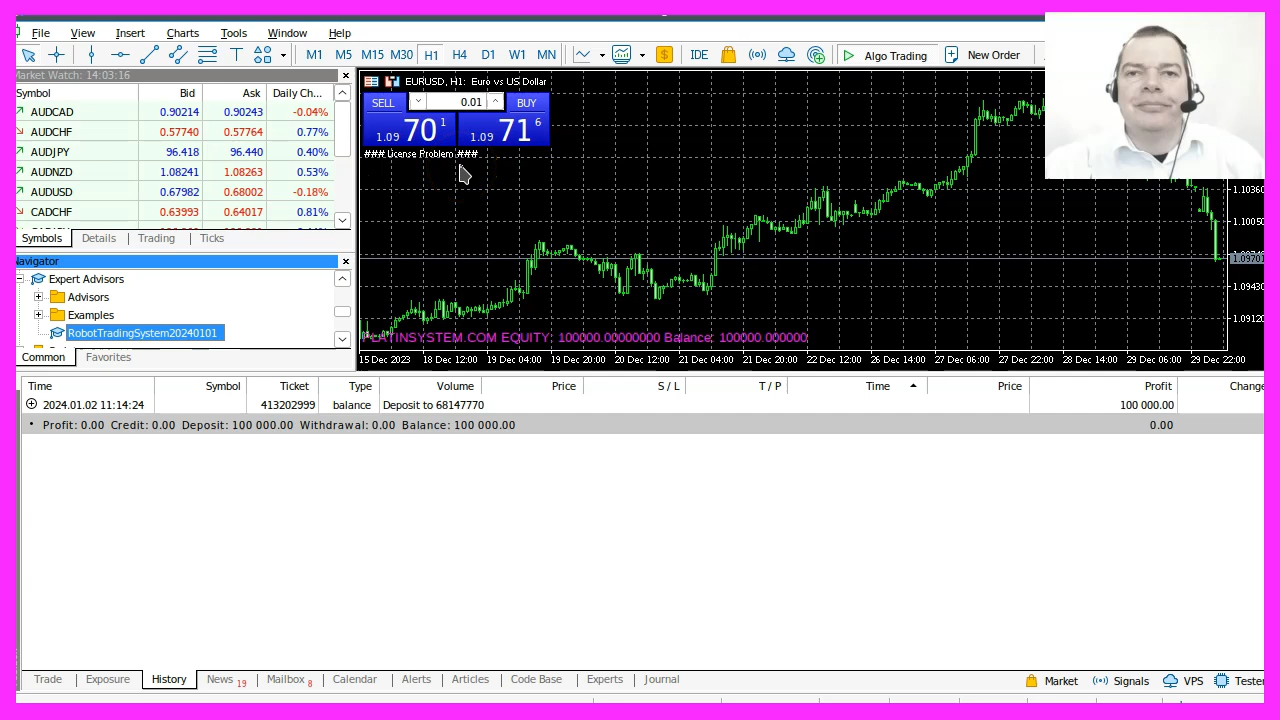 File View Insert Charts Tools Window Help
M1 M5 M15 M30 H1 H4 D1 W1 MN $ IDE Algo Trading New Order
Market Watch: 14:03:16
Symbol Bid Ask Daily Ch...
AUDCAD 0.90214 0.90243 -0.04%
AUDCHF 0.57740 0.57764 0.77%
AUDJPY 96.418 96.440 0.40%
AUDNZD 1.08241 1.08263 0.53%
AUDUSD 0.67982 0.68002 -0.18%
CADCHF 0.63993 0.64017 0.81%
Symbols Details Trading Ticks
Navigator
Expert Advisors
Advisors
Examples
RobotTradingSystem20240101
Common Favorites
EURUSD, H1: Euro vs US Dollar
SELL 0.01 BUY
1.09 70 1 1.09 71 6
### License Problem ###
1.10360
1.10050
1.09701
1.09430
1.09120
LATINSYSTEM.COM EQUITY: 100000.00000000 Balance: 100000.000000
15 Dec 2023 18 Dec 12:00 19 Dec 04:00 19 Dec 20:00 20 Dec 12:00 21 Dec 04:00 21 Dec 20:00 22 Dec 12:00 26 Dec 14:00 27 Dec 06:00 27 Dec 22:00 28 Dec 14:00 29 Dec 06:00 29 Dec 22:00
Time Symbol Ticket Type Volume Price S / L T / P Time Price Profit Change
2024.01.02 11:14:24 413202999 balance Deposit to 68147770 100 000.00
• Profit: 0.00 Credit: 0.00 Deposit: 100 000.00 Withdrawal: 0.00 Balance: 100 000.00 0.00
Trade Exposure History News 19 Mailbox 8 Calendar Alerts Articles Code Base Experts Journal Market Signals VPS Tester